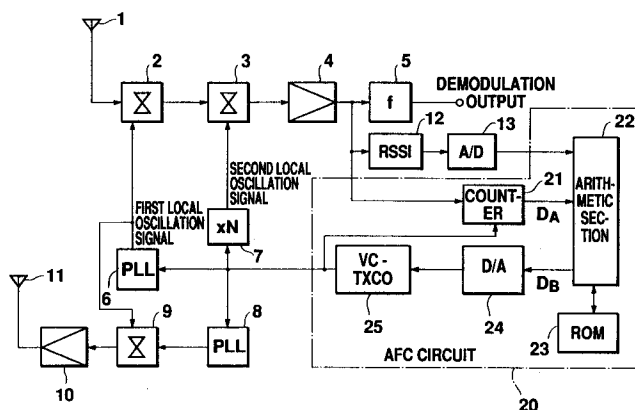 1
2
3
4
5
DEMODULATION
OUTPUT
f
12
13
22
RSSI
A/D
21
SECOND LOCAL
OSCILLATION
SIGNAL
FIRST LOCAL
OSCILLATION
SIGNAL
COUNT-
ER
DA
ARITH-
METIC
SEC-
TION
xN
7
11
PLL
6
VC-
TXCO
D/A
DB
9
8
25
24
PLL
ROM
23
10
AFC CIRCUIT
20